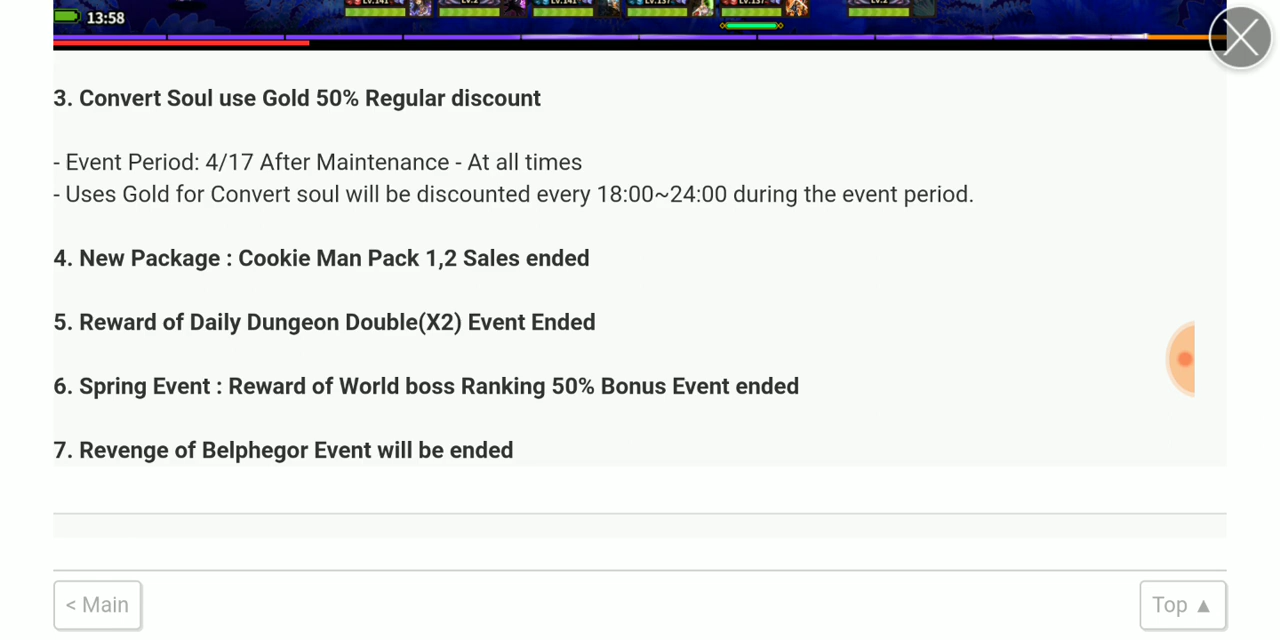 13:58
3. Convert Soul use Gold 50% Regular discount
- Event Period: 4/17 After Maintenance - At all times
- Uses Gold for Convert soul will be discounted every 18:00~24:00 during the event period.
4. New Package : Cookie Man Pack 1,2 Sales ended
5. Reward of Daily Dungeon Double(X2) Event Ended
6. Spring Event : Reward of World boss Ranking 50% Bonus Event ended
7. Revenge of Belphegor Event will be ended
< Main
Top ▲